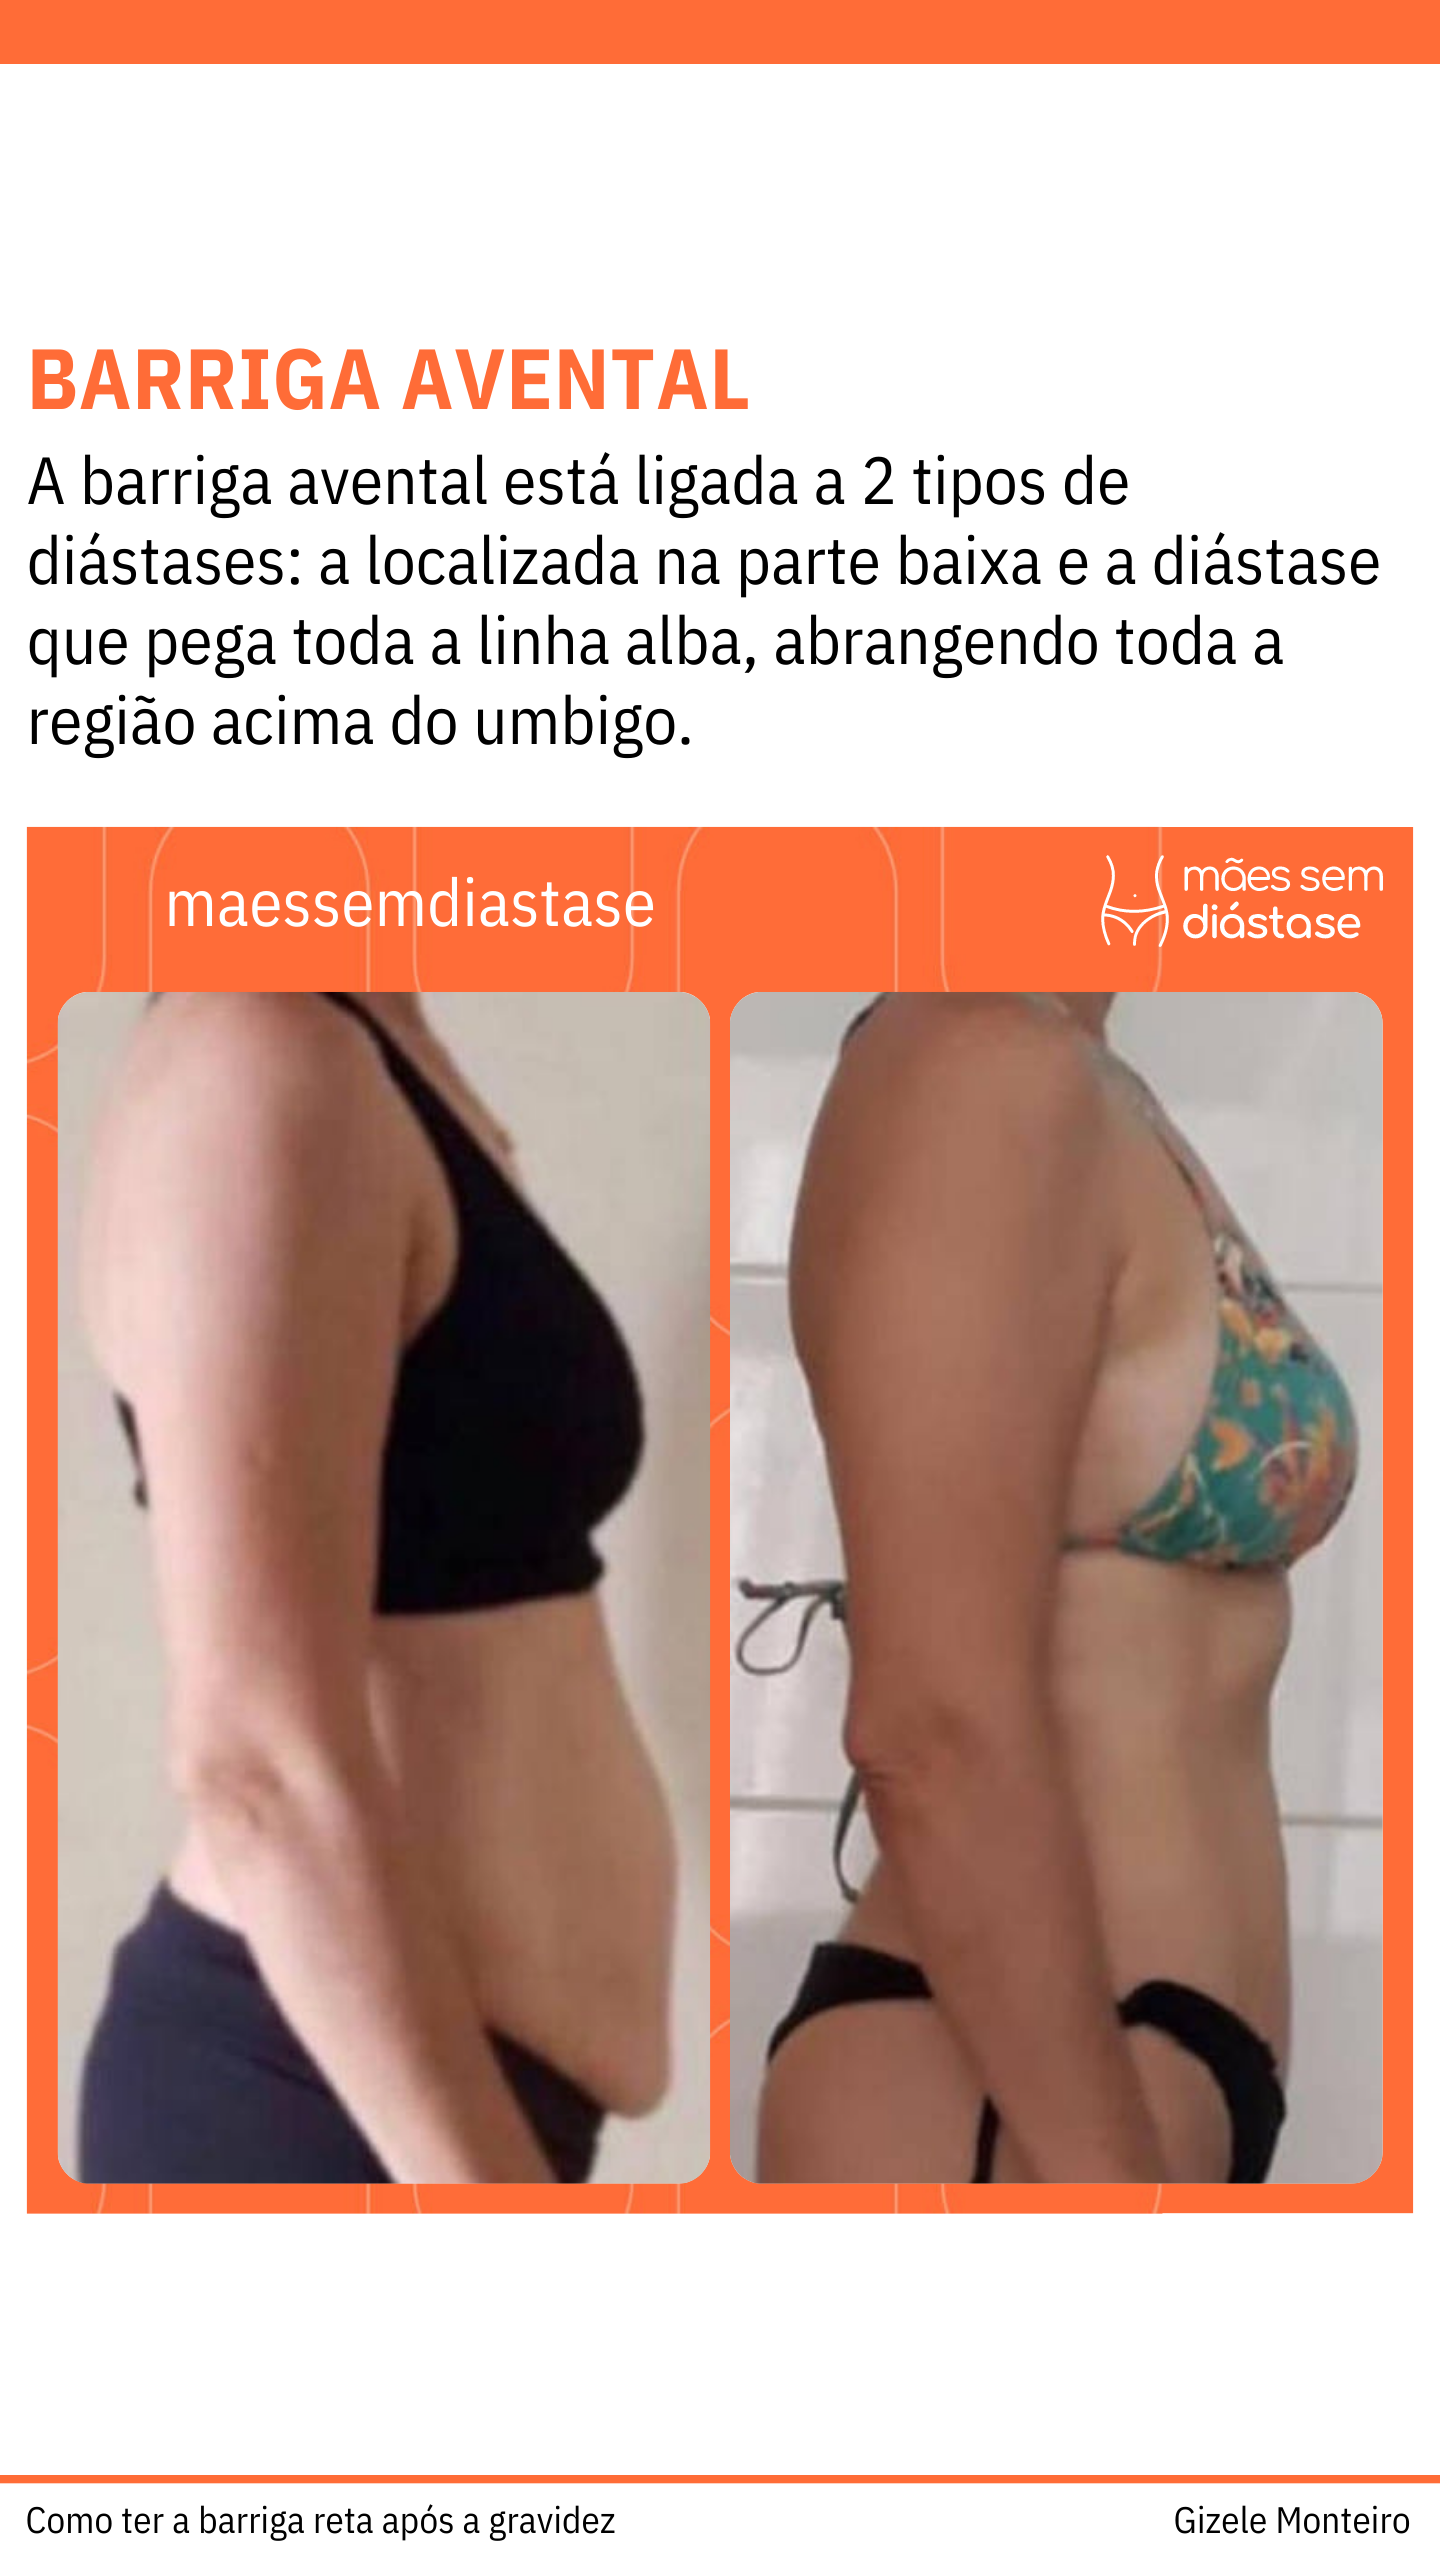 BARRIGA AVENTAL
A barriga avental está ligada a 2 tipos de
diástases: a localizada na parte baixa e a diástase
que pega toda a linha alba, abrangendo toda a
região acima do umbigo.
maessemdiastase
mães sem
diástase
Como ter a barriga reta após a gravidez
Gizele Monteiro